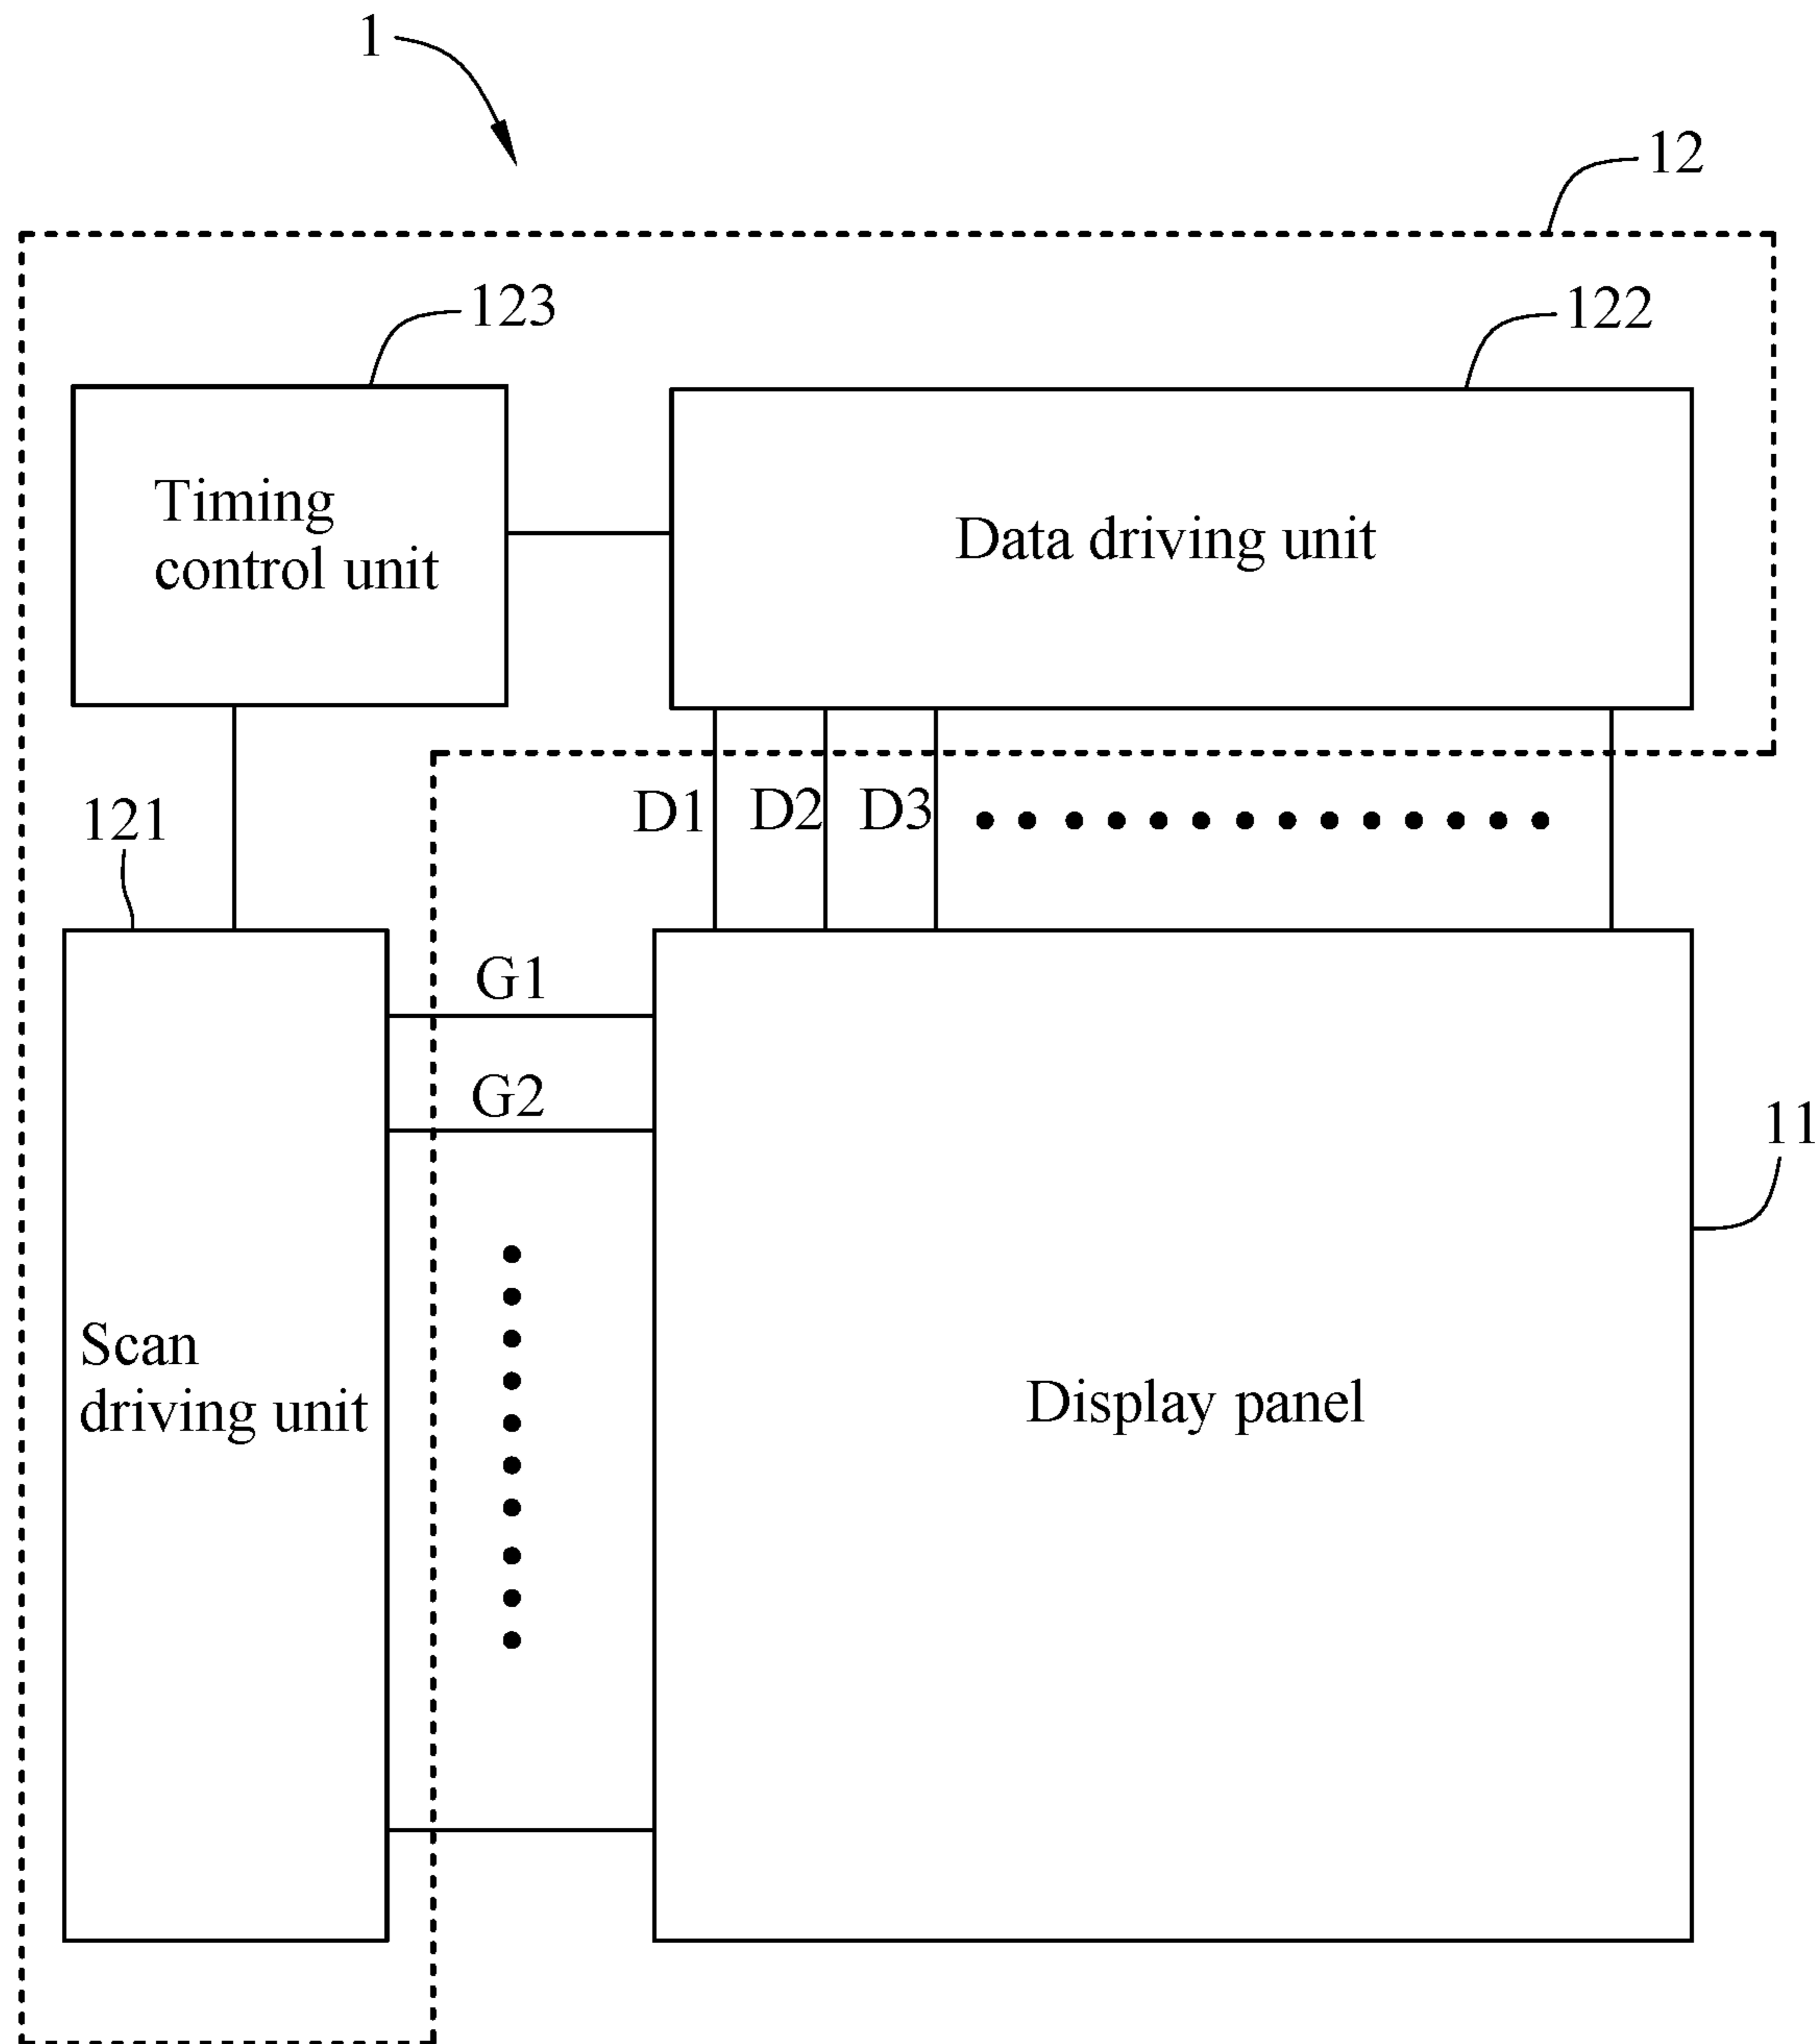 1
12
123
122
Timing
control unit
Data driving unit
121
D1 D2 D3
G1
G2
11
Scan
driving unit
Display panel